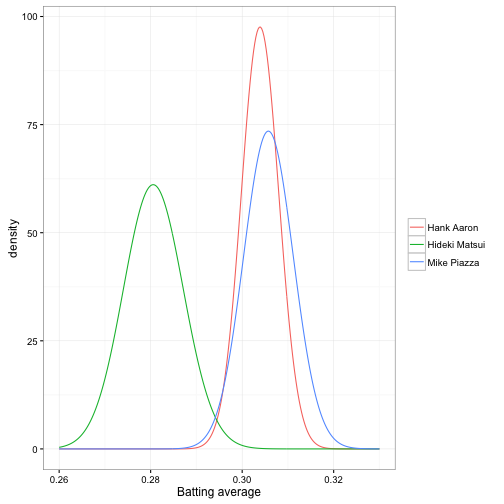 100
75
50
25
0
density
0.26 0.28 0.30 0.32
Batting average
Hank Aaron
Hideki Matsui
Mike Piazza